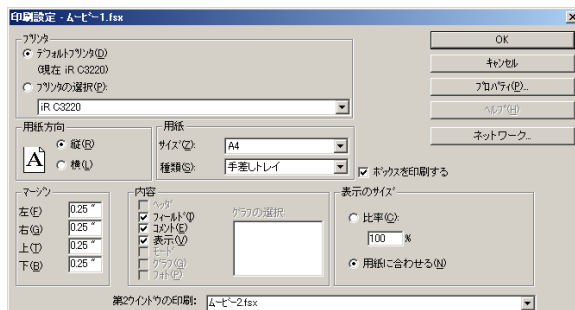 印刷設定 - ムービー1.fsx
プリンタ
デフォルトプリンタ(D)
(現在 iR C3220)
プリンタの選択(P):
iR C3220
OK
キャンセル
プロパティ(P)...
ヘルプ(H)
ネットワーク...
用紙方向
A
縦(R)
横(L)
用紙
サイズ(Z):
A4
種類(S):
手差しトレイ
ボックスを印刷する
マージン
左(F)
0.25 "
右(G)
0.25 "
上(T)
0.25 "
下(B)
0.25 "
内容
ヘッダ
フィールド(I)
コメント(E)
表示(V)
モード
グラフ(G)
フォト(P)
グラフの選択:
表示のサイズ
比率(C):
100 %
用紙に合わせる(N)
第2ウィントウの印刷:
ムービー2.fsx